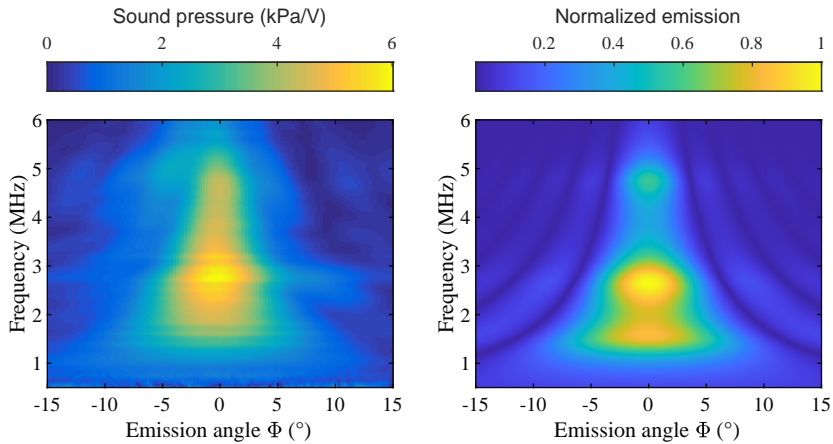 Sound pressure (kPa/V)
0 2 4 6
Normalized emission
0.2 0.4 0.6 0.8 1
6
5
4
3
2
1
Frequency (MHz)
-15 -10 -5 0 5 10 15
Emission angle Φ (°)
6
5
4
3
2
1
Frequency (MHz)
-15 -10 -5 0 5 10 15
Emission angle Φ (°)